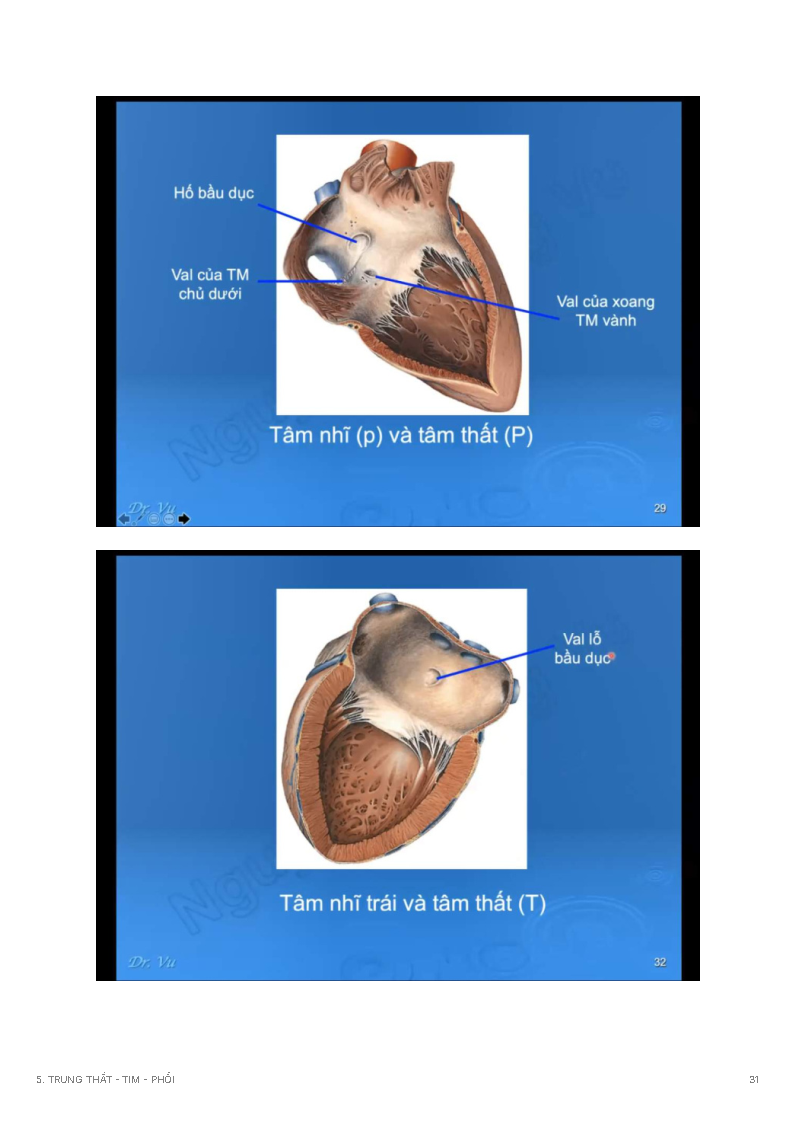 Hố bầu dục
Val của TM
chủ dưới
Val của xoang
TM vành
Tâm nhĩ (p) và tâm thất (P)
Dr. Vu
29
Val lỗ
bầu dục
Tâm nhĩ trái và tâm thất (T)
Dr. Vu
32
5. TRUNG THẤT - TIM - PHỔI
31